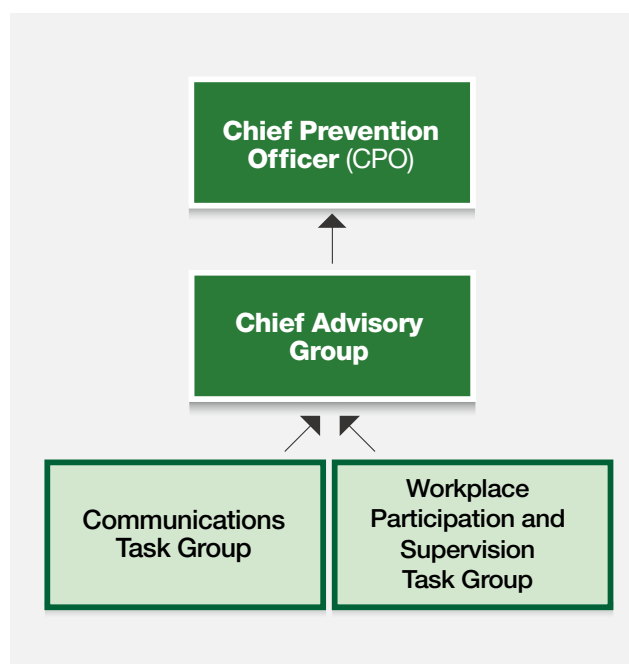 Chief Prevention
Officer (CPO)
Chief Advisory
Group
Communications
Task Group
Workplace
Participation and
Supervision
Task Group